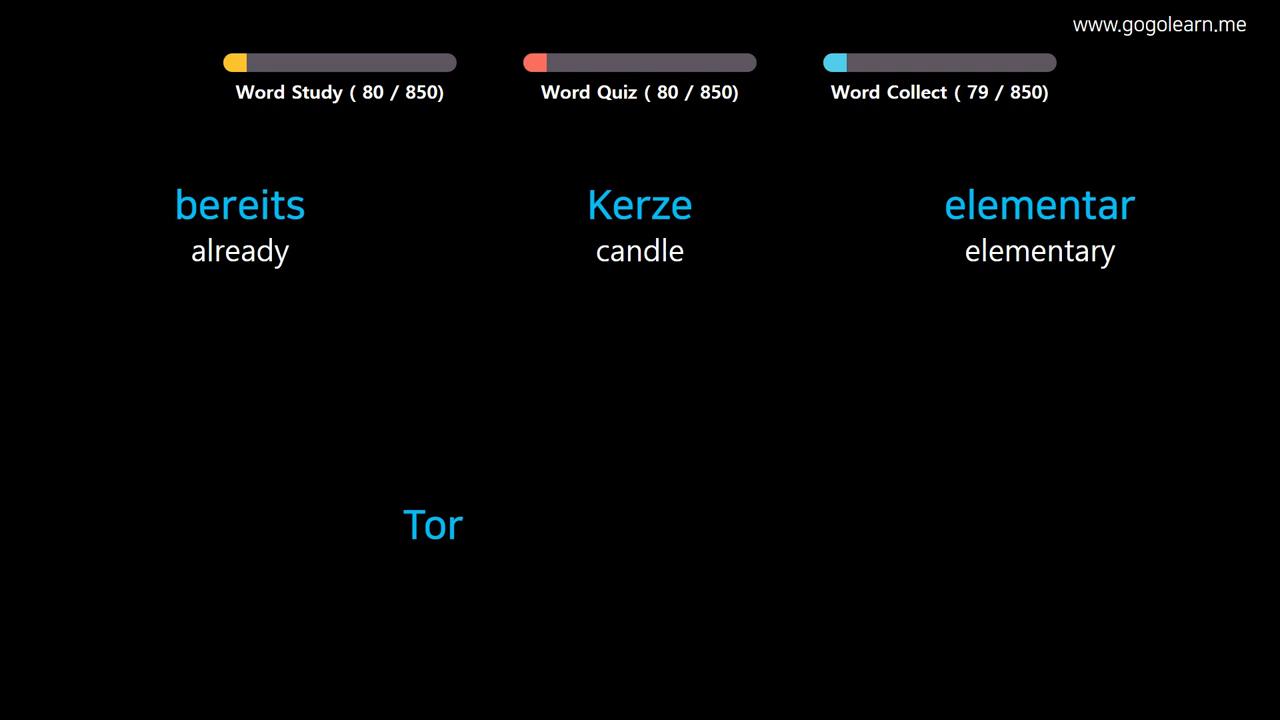 www.gogolearn.me
Word Study ( 80 / 850)
Word Quiz ( 80 / 850)
Word Collect ( 79 / 850)
bereits
already
Kerze
candle
elementar
elementary
Tor